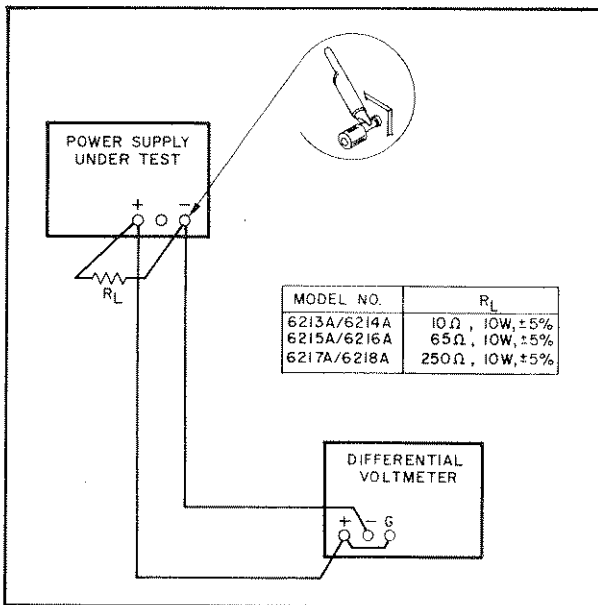 POWER SUPPLY
UNDER TEST
+ −
RL
MODEL NO. RL
6213A/6214A 10Ω, 10W, ±5%
6215A/6216A 65Ω, 10W, ±5%
6217A/6218A 250Ω, 10W, ±5%
DIFFERENTIAL
VOLTMETER
+ − G